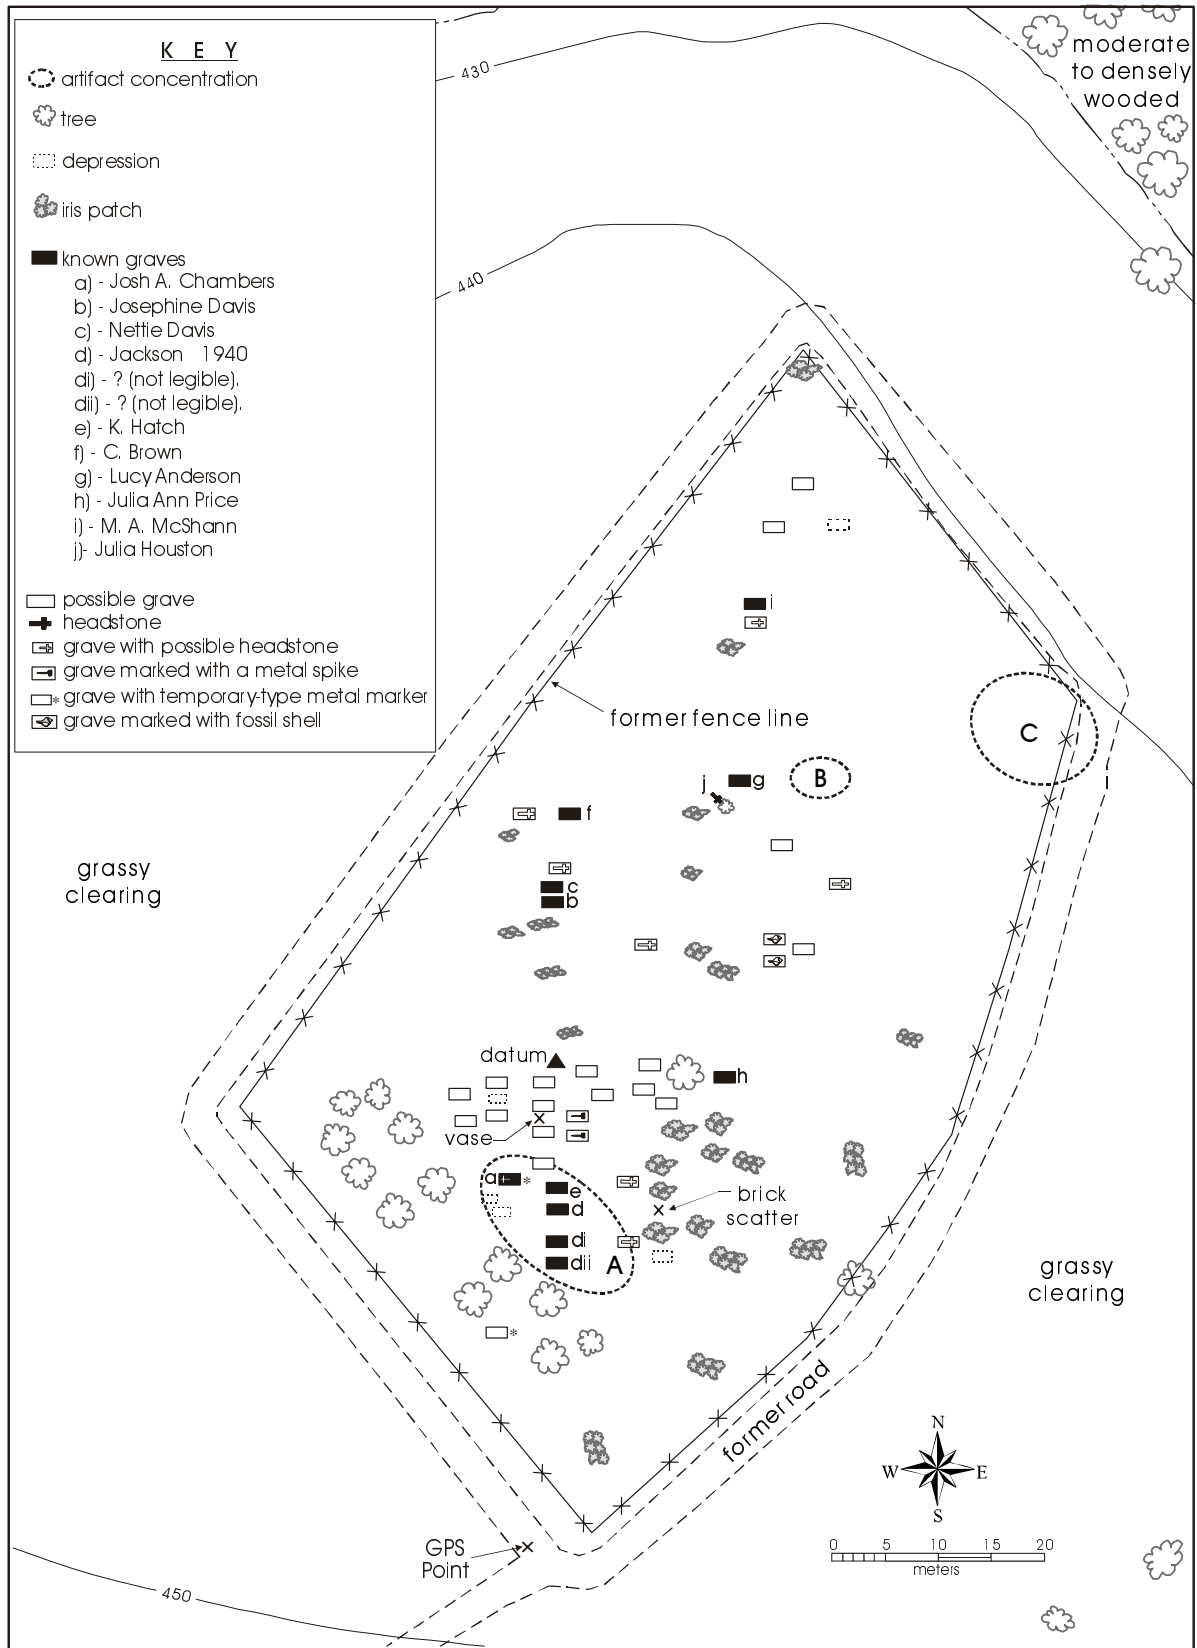 K E Y
artifact concentration
tree
depression
iris patch
known graves
a) - Josh A. Chambers
b) - Josephine Davis
c) - Nettie Davis
d) - Jackson 1940
di) - ? (not legible).
dii) - ? (not legible).
e) - K. Hatch
f) - C. Brown
g) - Lucy Anderson
h) - Julia Ann Price
i) - M. A. McShann
j)- Julia Houston
possible grave
headstone
grave with possible headstone
grave marked with a metal spike
* grave with temporary-type metal marker
grave marked with fossil shell
430
moderate
to densely
wooded
440
i
former fence line
C
j
g
B
f
grassy
clearing
c
b
datum
h
vase
a
*
e
d
di
dii
A
brick
scatter
grassy
clearing
*
former road
N
W E
S
GPS
Point
0 5 10 15 20
meters
450